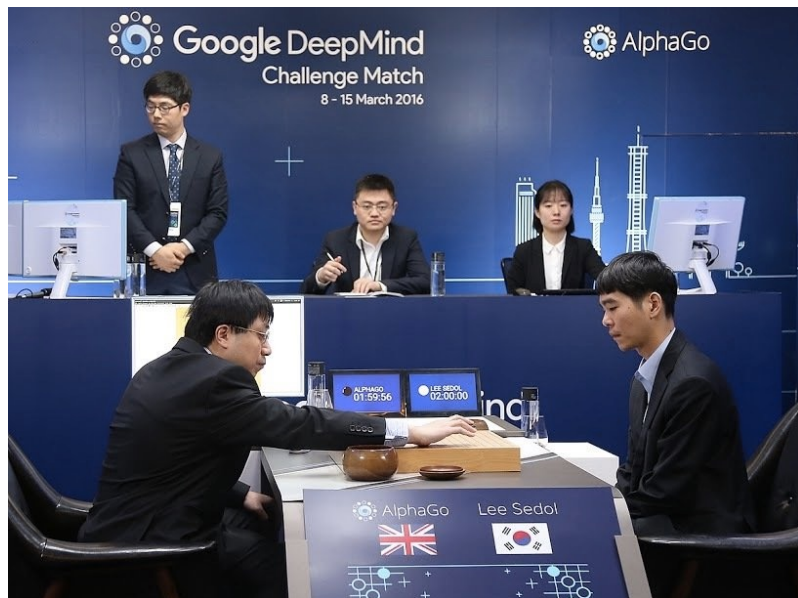 Google DeepMind
Challenge Match
8 - 15 March 2016
AlphaGo
ALPHAGO
01:59:56
LEE SEDOL
02:00:00
AlphaGo
Lee Sedol